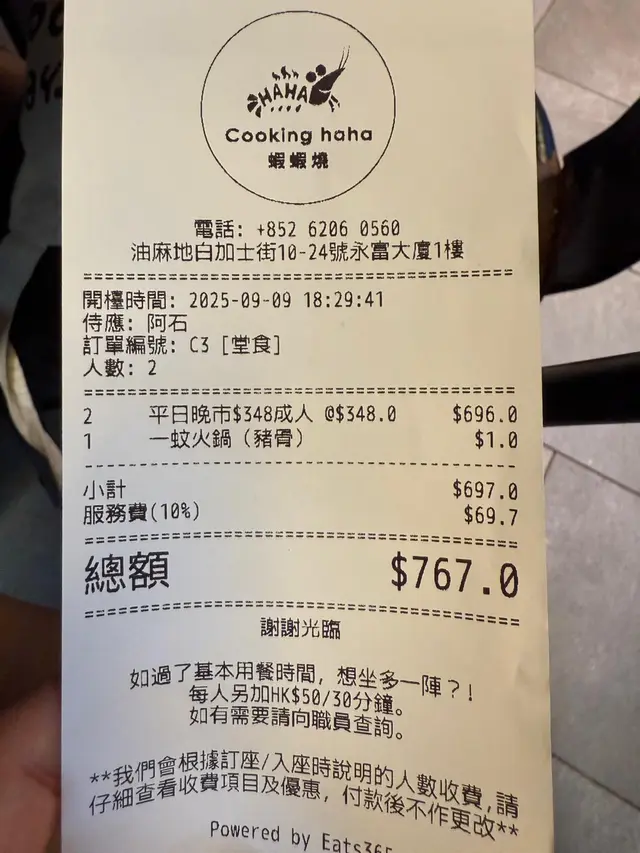 HAHA
Cooking haha
蝦蝦燒
電話: +852 6206 0560
油麻地白加士街10-24號永富大廈1樓
開檯時間: 2025-09-09 18:29:41
侍應: 阿石
訂單編號: C3 [堂食]
人數: 2
2 平日晚市$348成人 @$348.0 $696.0
1 一蚊火鍋（豬骨） $1.0
小計 $697.0
服務費(10%) $69.7
總額 $767.0
謝謝光臨
如過了基本用餐時間, 想坐多一陣？!
每人另加HK$50/30分鐘。
如有需要請向職員查詢。
**我們會根據訂座/入座時說明的人數收費,請
仔細查看收費項目及優惠, 付款後不作更改**
Powered by Eats365